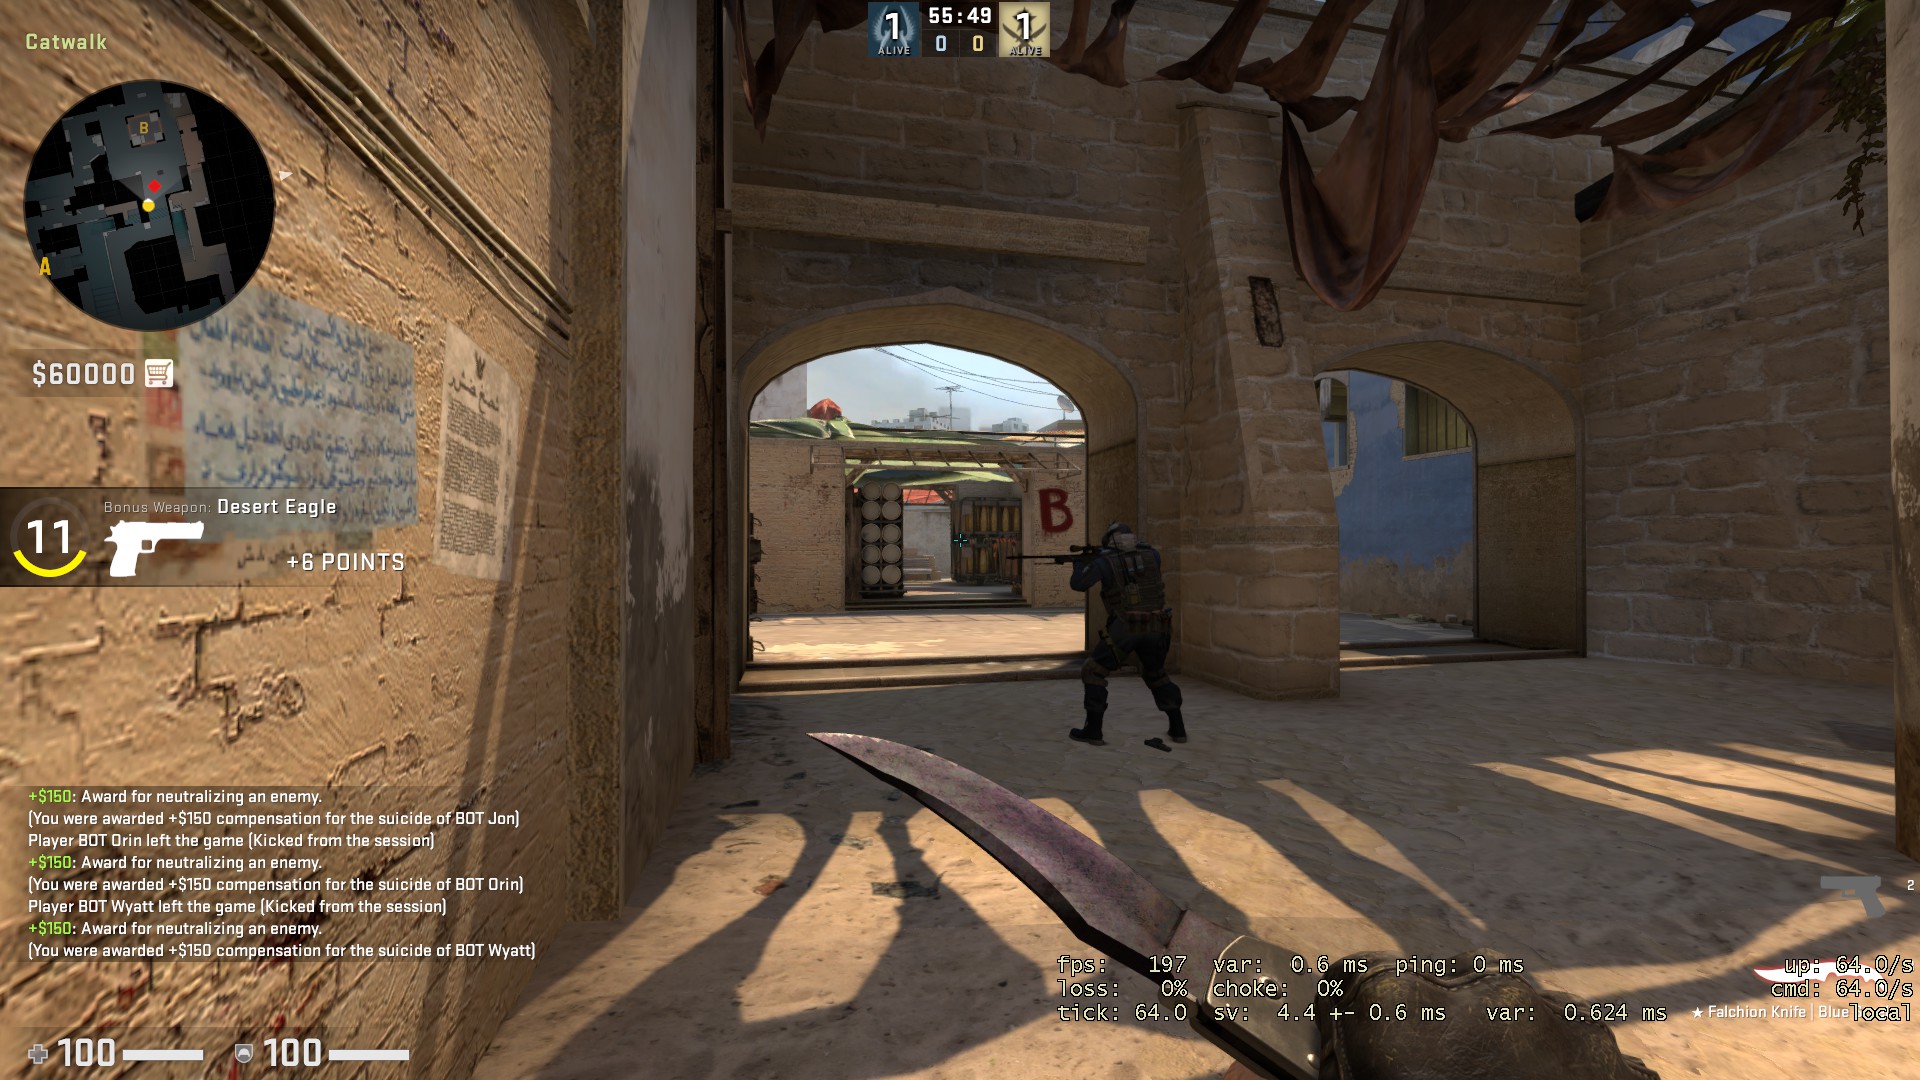 Catwalk
1
ALIVE
55:49
0 0
1
ALIVE
B
A
$60000
11
Bonus Weapon: Desert Eagle
+6 POINTS
B
+$150: Award for neutralizing an enemy.
(You were awarded +$150 compensation for the suicide of BOT Jon)
Player BOT Orin left the game (Kicked from the session)
+$150: Award for neutralizing an enemy.
(You were awarded +$150 compensation for the suicide of BOT Orin)
Player BOT Wyatt left the game (Kicked from the session)
+$150: Award for neutralizing an enemy.
(You were awarded +$150 compensation for the suicide of BOT Wyatt)
2
fps: 197 var: 0.6 ms ping: 0 ms up: 64.0/s
loss: 0% choke: 0% cmd: 64.0/s
tick: 64.0 sv: 4.4 +- 0.6 ms var: 0.624 ms local
★ Falchion Knife | Blue
100 100